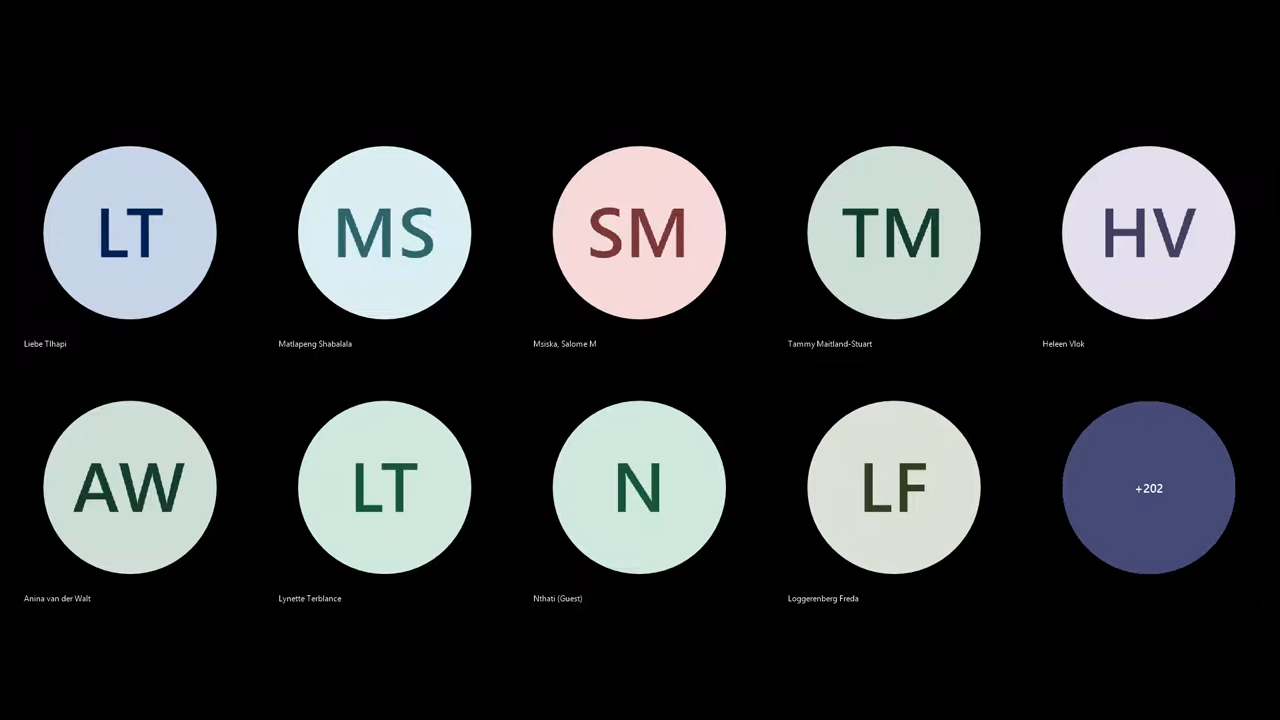 LT
MS
SM
TM
HV
Liebe Tlhapi
Matlapeng Shabalala
Msiska, Salome M
Tammy Maitland-Stuart
Heleen Vlok
AW
LT
N
LF
+202
Anina van der Walt
Lynette Terblance
Nthati (Guest)
Loggerenberg Freda